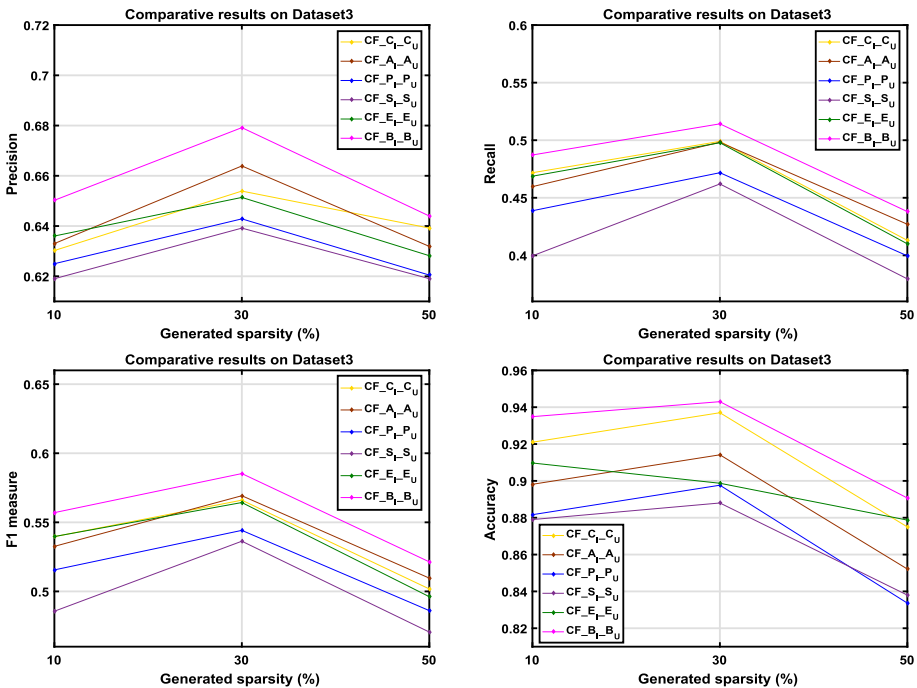 Comparative results on Dataset3
0.72
0.7
0.68
0.66
0.64
0.62
Precision
CF_C_I_C_U
CF_A_I_A_U
CF_P_I_P_U
CF_S_I_S_U
CF_E_I_E_U
CF_B_I_B_U
10
30
50
Generated sparsity (%)
Comparative results on Dataset3
0.6
0.55
0.5
0.45
0.4
Recall
CF_C_I_C_U
CF_A_I_A_U
CF_P_I_P_U
CF_S_I_S_U
CF_E_I_E_U
CF_B_I_B_U
10
30
50
Generated sparsity (%)
Comparative results on Dataset3
0.65
0.6
0.55
0.5
F1 measure
CF_C_I_C_U
CF_A_I_A_U
CF_P_I_P_U
CF_S_I_S_U
CF_E_I_E_U
CF_B_I_B_U
10
30
50
Generated sparsity (%)
Comparative results on Dataset3
0.96
0.94
0.92
0.9
0.88
0.86
0.84
0.82
Accuracy
CF_C_I_C_U
CF_A_I_A_U
CF_P_I_P_U
CF_S_I_S_U
CF_E_I_E_U
CF_B_I_B_U
10
30
50
Generated sparsity (%)